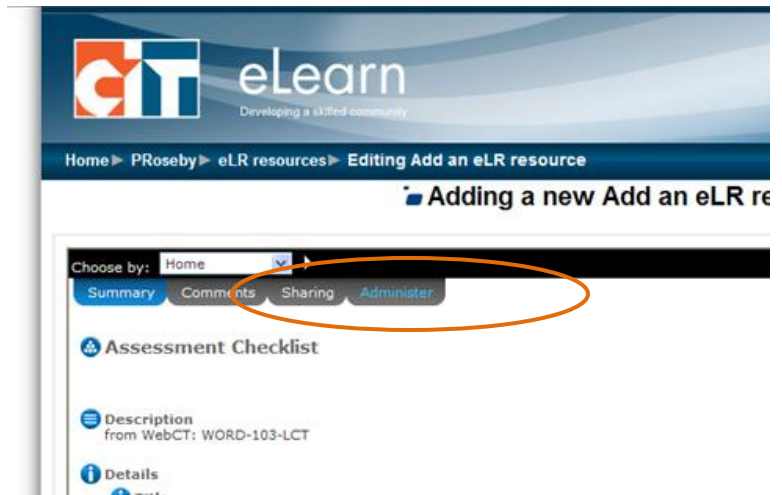 CIT eLearn
Developing a skilled community
Home▶ PRoseby▶ eLR resources▶ Editing Add an eLR resource
Adding a new Add an eLR re
Choose by: Home
Summary Comments Sharing Administer
Assessment Checklist
Description
from WebCT: WORD-103-LCT
Details